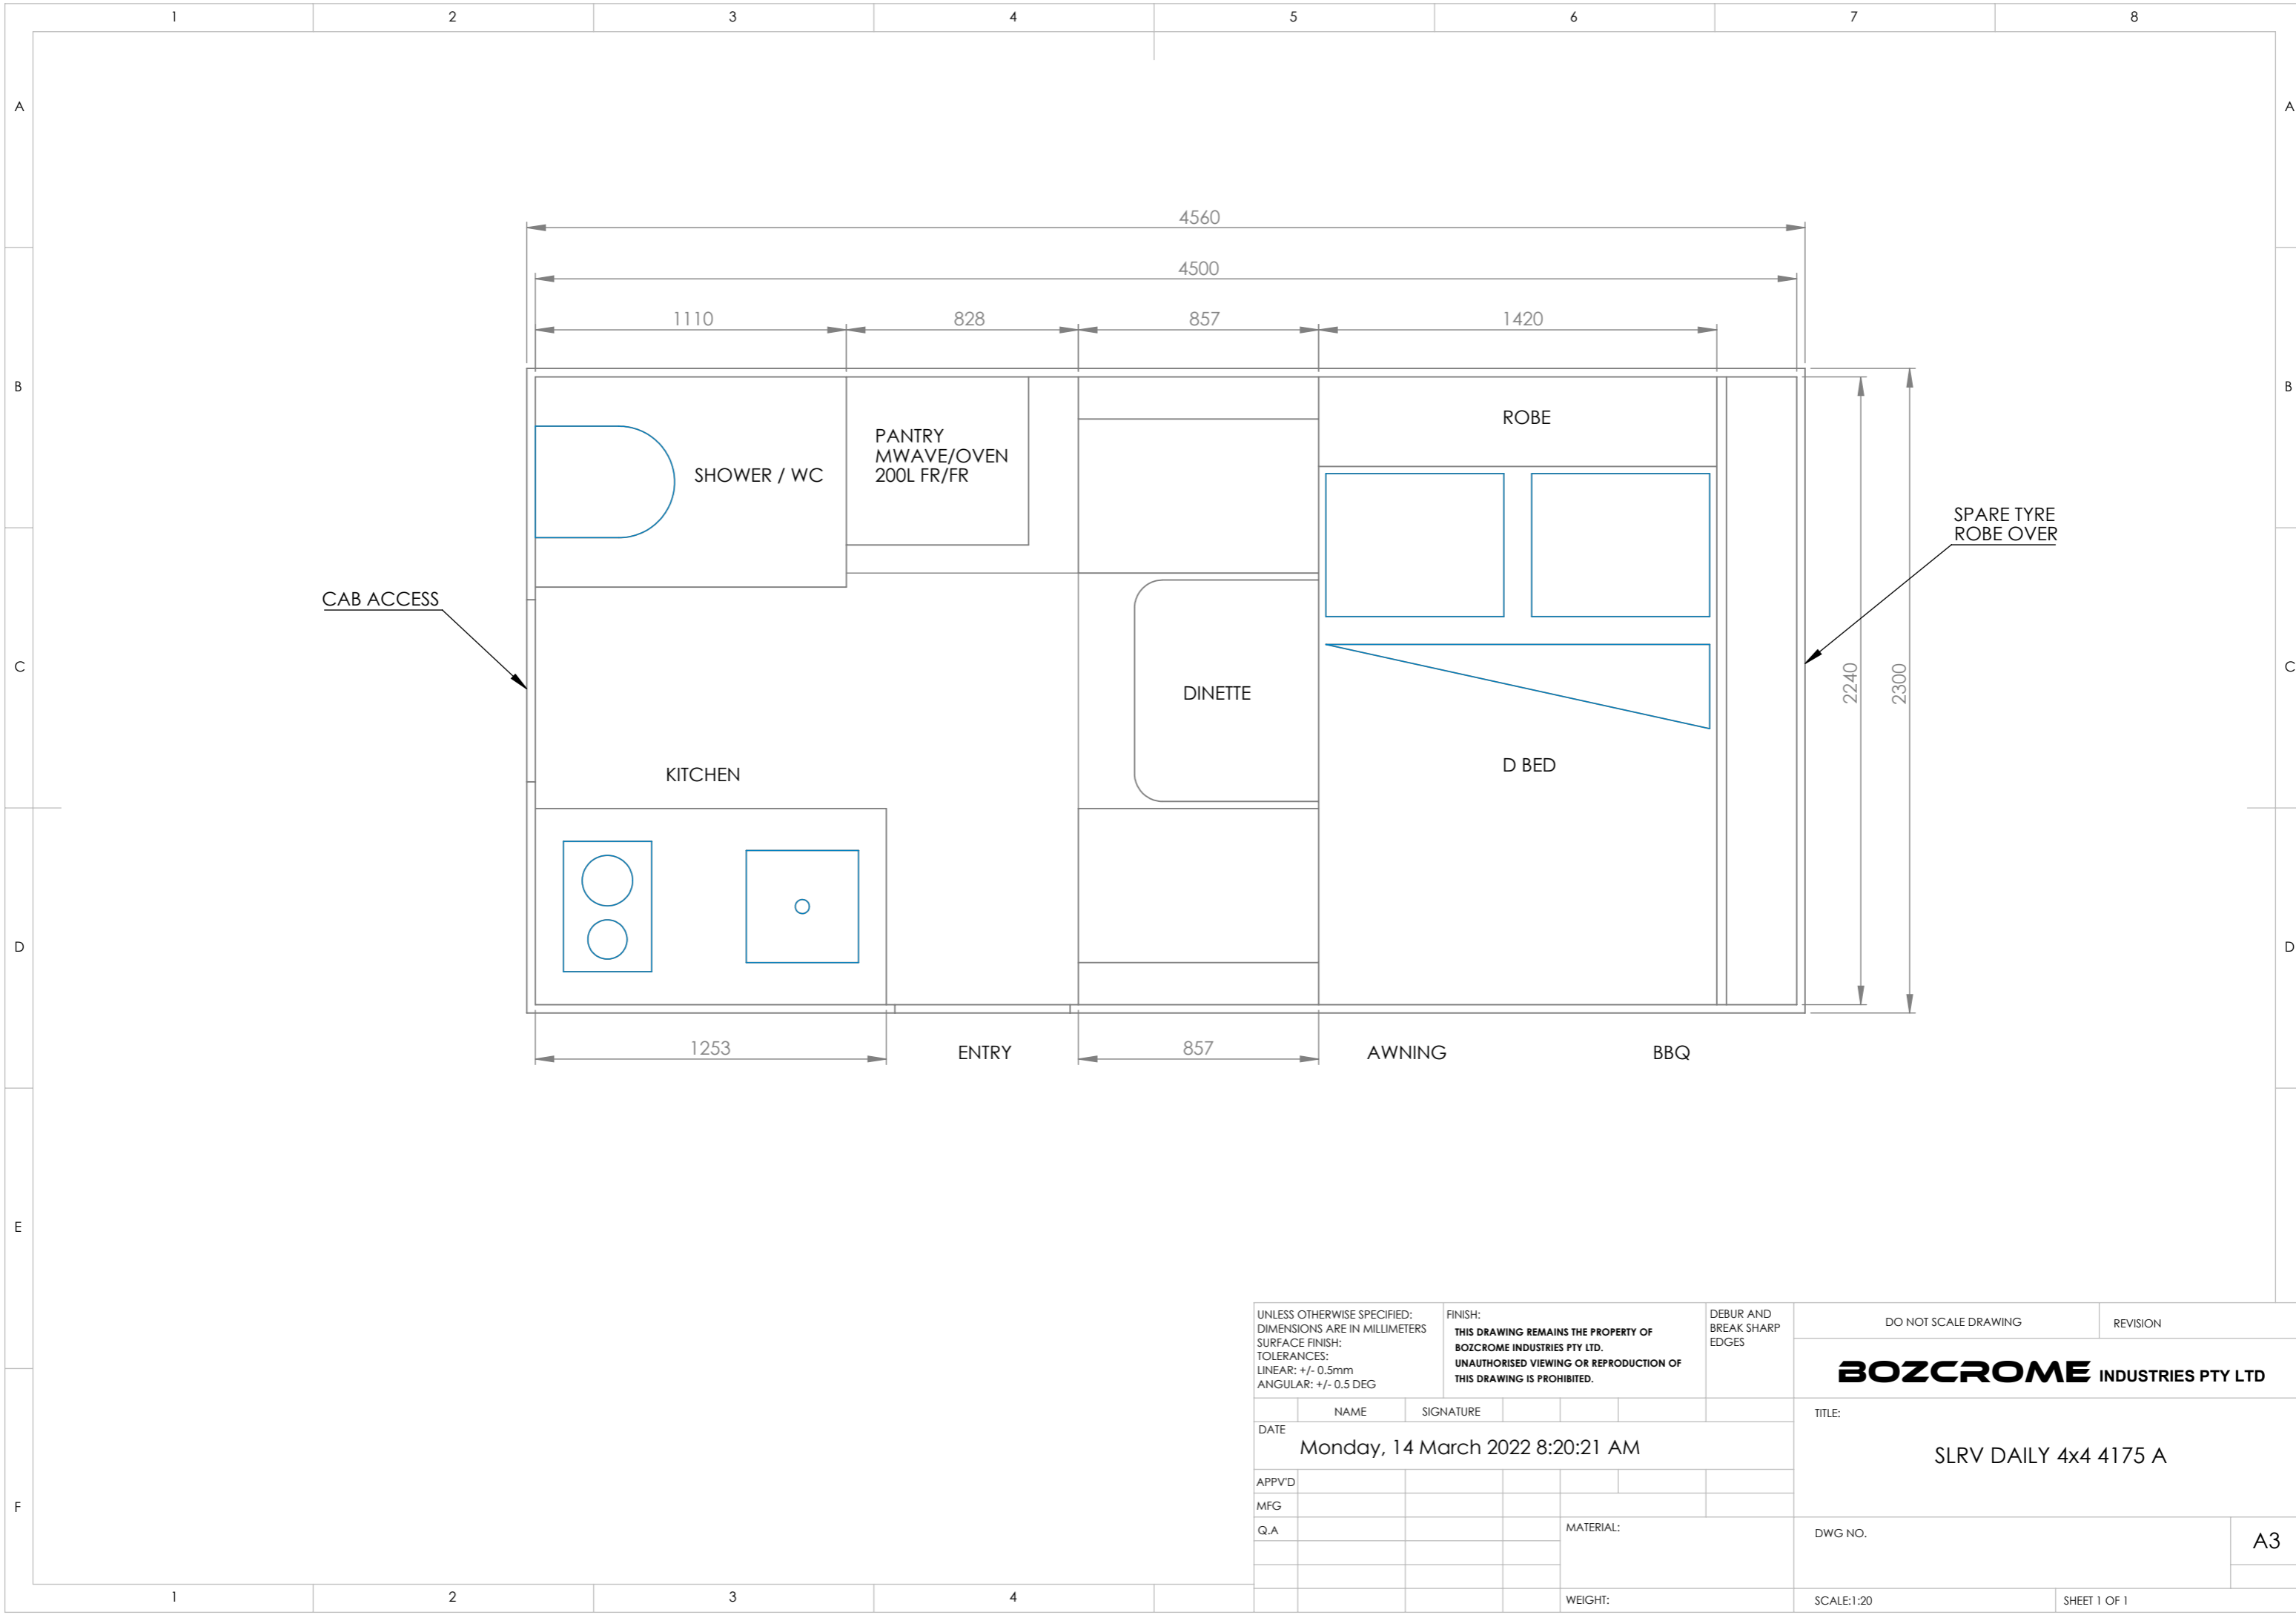 1 2 3 4 5 6 7 8
A A
B B
C C
D D
E
F
4560
4500
1110 828 857 1420
ROBE
PANTRY
MWAVE/OVEN
200L FR/FR
SHOWER / WC
SPARE TYRE
ROBE OVER
CAB ACCESS
2240
2300
DINETTE
KITCHEN
D BED
1253
ENTRY
857
AWNING
BBQ
UNLESS OTHERWISE SPECIFIED:
DIMENSIONS ARE IN MILLIMETERS
SURFACE FINISH:
TOLERANCES:
LINEAR: +/- 0.5mm
ANGULAR: +/- 0.5 DEG
FINISH:
THIS DRAWING REMAINS THE PROPERTY OF
BOZCROME INDUSTRIES PTY LTD.
UNAUTHORISED VIEWING OR REPRODUCTION OF
THIS DRAWING IS PROHIBITED.
DEBUR AND
BREAK SHARP
EDGES
DO NOT SCALE DRAWING
REVISION
BOZCROME INDUSTRIES PTY LTD
NAME
SIGNATURE
DATE
Monday, 14 March 2022 8:20:21 AM
TITLE:
SLRV DAILY 4x4 4175 A
APPV'D
MFG
Q.A
MATERIAL:
DWG NO.
A3
WEIGHT:
SCALE:1:20
SHEET 1 OF 1
1 2 3 4